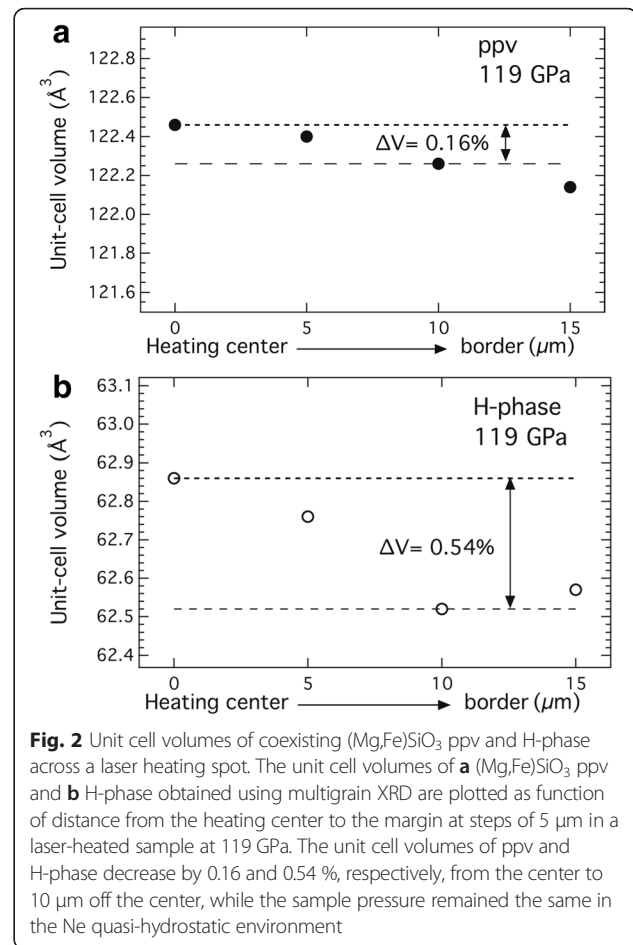 a
ppv
119 GPa
Unit-cell volume (Å³)
122.8
122.6
122.4
122.2
122.0
121.8
121.6
ΔV= 0.16%
0 5 10 15
Heating center border (μm)
b
H-phase
119 GPa
Unit-cell volume (Å³)
63.1
63.0
62.9
62.8
62.7
62.6
62.5
62.4
ΔV= 0.54%
0 5 10 15
Heating center border (μm)
Fig. 2 Unit cell volumes of coexisting (Mg,Fe)SiO₃ ppv and H-phase
across a laser heating spot. The unit cell volumes of a (Mg,Fe)SiO₃ ppv
and b H-phase obtained using multigrain XRD are plotted as function
of distance from the heating center to the margin at steps of 5 μm in a
laser-heated sample at 119 GPa. The unit cell volumes of ppv and
H-phase decrease by 0.16 and 0.54 %, respectively, from the center to
10 μm off the center, while the sample pressure remained the same in
the Ne quasi-hydrostatic environment